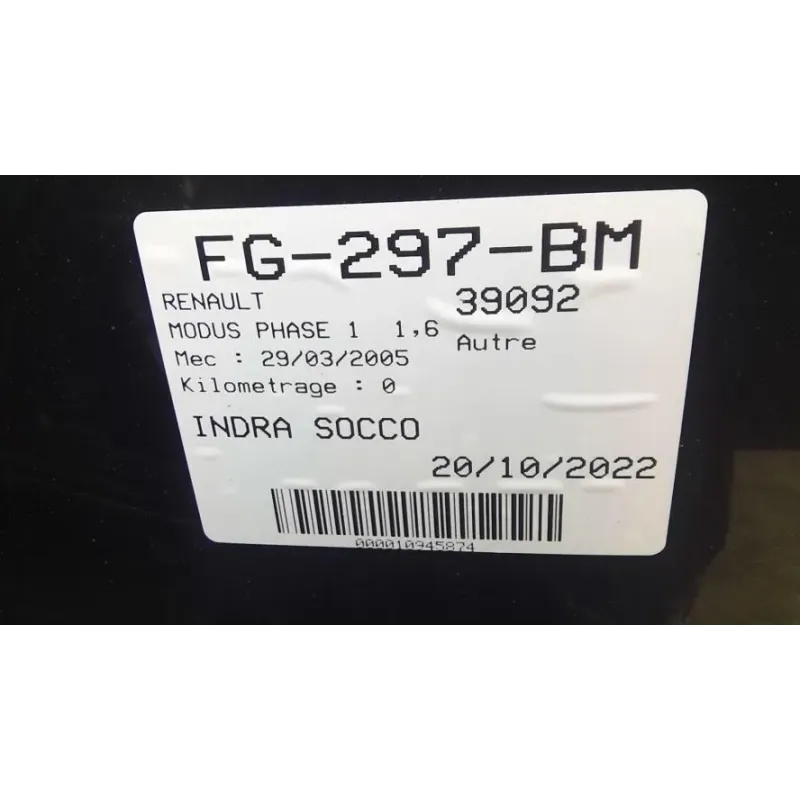 FG-297-BM
RENAULT 39092
MODUS PHASE 1 1,6 Autre
Mec : 29/03/2005
Kilometrage : 0
INDRA SOCCO
20/10/2022
000010945874